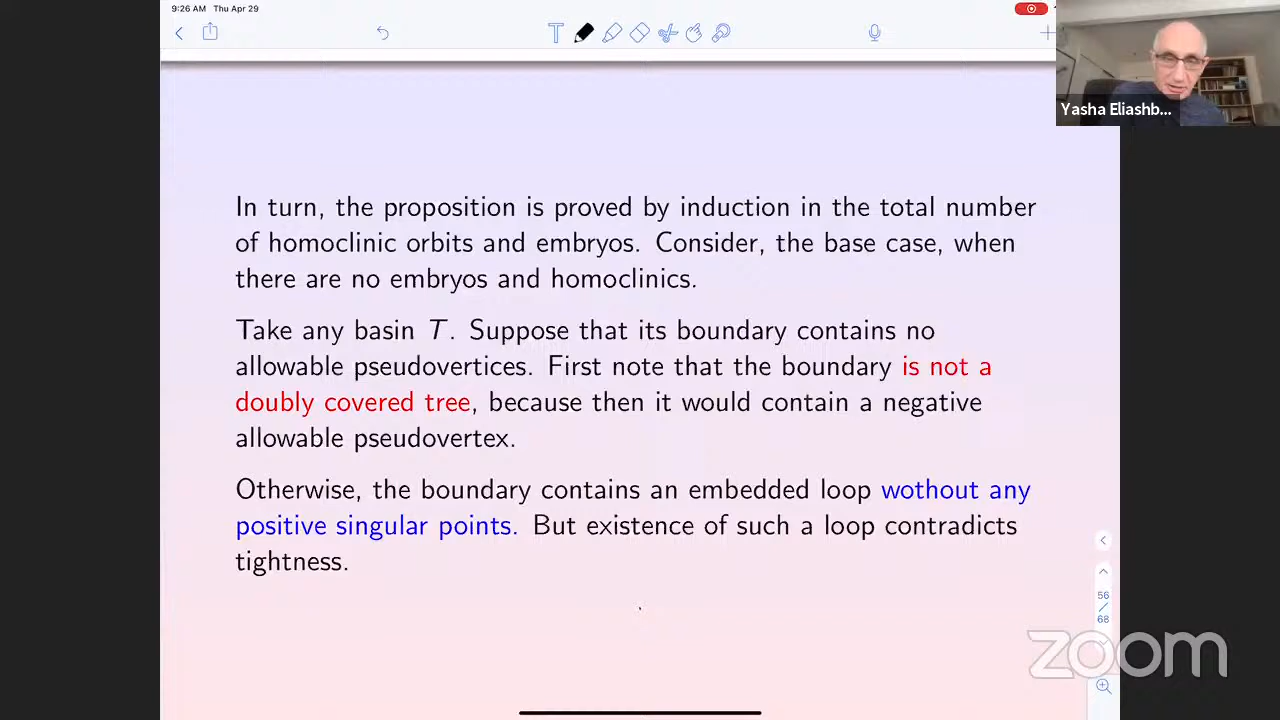 9:26 AM Thu Apr 29
T
Yasha Eliashb...
In turn, the proposition is proved by induction in the total number
of homoclinic orbits and embryos. Consider, the base case, when
there are no embryos and homoclinics.
Take any basin T. Suppose that its boundary contains no
allowable pseudovertices. First note that the boundary is not a
doubly covered tree, because then it would contain a negative
allowable pseudovertex.
Otherwise, the boundary contains an embedded loop wothout any
positive singular points. But existence of such a loop contradicts
tightness.
56
/
68
zoom